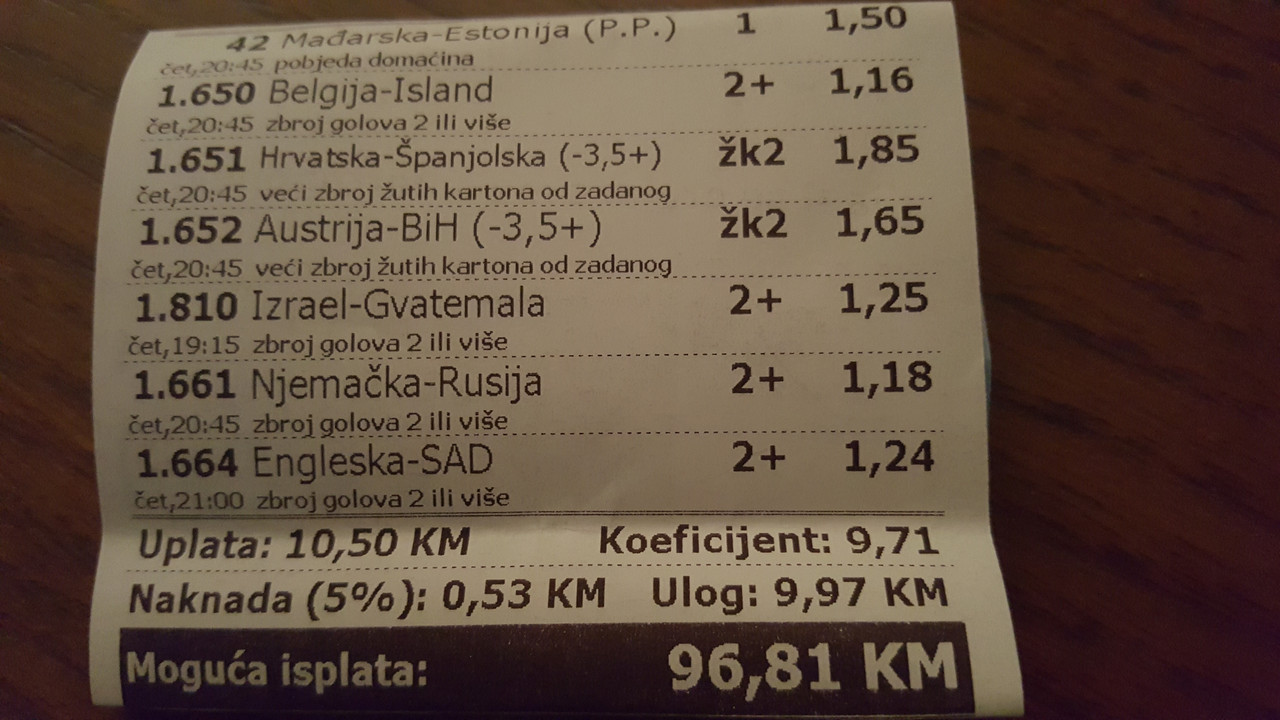 42 Mađarska-Estonija (P.P.) 1 1,50
čet,20:45 pobjeda domaćina
1.650 Belgija-Island 2+ 1,16
čet,20:45 zbroj golova 2 ili više
1.651 Hrvatska-Španjolska (-3,5+) žk2 1,85
čet,20:45 veći zbroj žutih kartona od zadanog
1.652 Austrija-BiH (-3,5+) žk2 1,65
čet,20:45 veći zbroj žutih kartona od zadanog
1.810 Izrael-Gvatemala 2+ 1,25
čet,19:15 zbroj golova 2 ili više
1.661 Njemačka-Rusija 2+ 1,18
čet,20:45 zbroj golova 2 ili više
1.664 Engleska-SAD 2+ 1,24
čet,21:00 zbroj golova 2 ili više
Uplata: 10,50 KM Koeficijent: 9,71
Naknada (5%): 0,53 KM Ulog: 9,97 KM
Moguća isplata: 96,81 KM